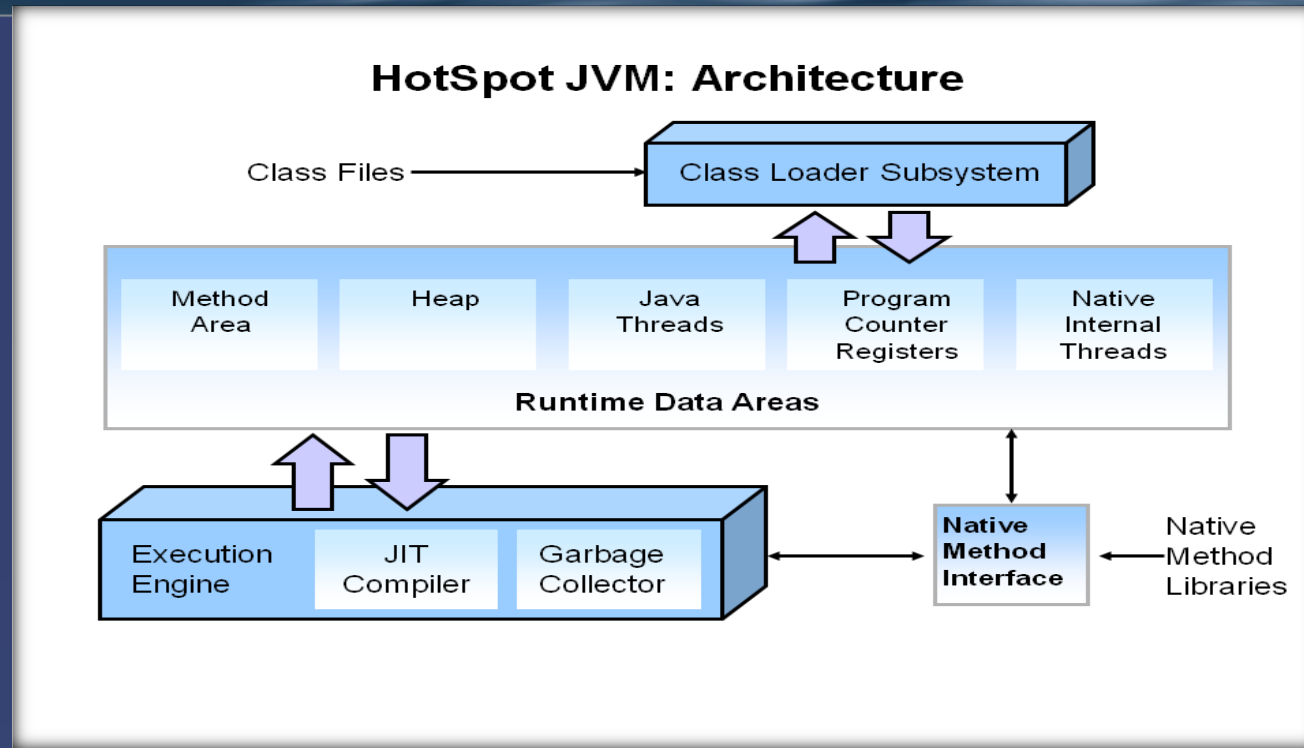 HotSpot JVM: Architecture
Class Files
Class Loader Subsystem
Method
Area
Heap
Java
Threads
Program
Counter
Registers
Native
Internal
Threads
Runtime Data Areas
Execution
Engine
JIT
Compiler
Garbage
Collector
Native
Method
Interface
Native
Method
Libraries